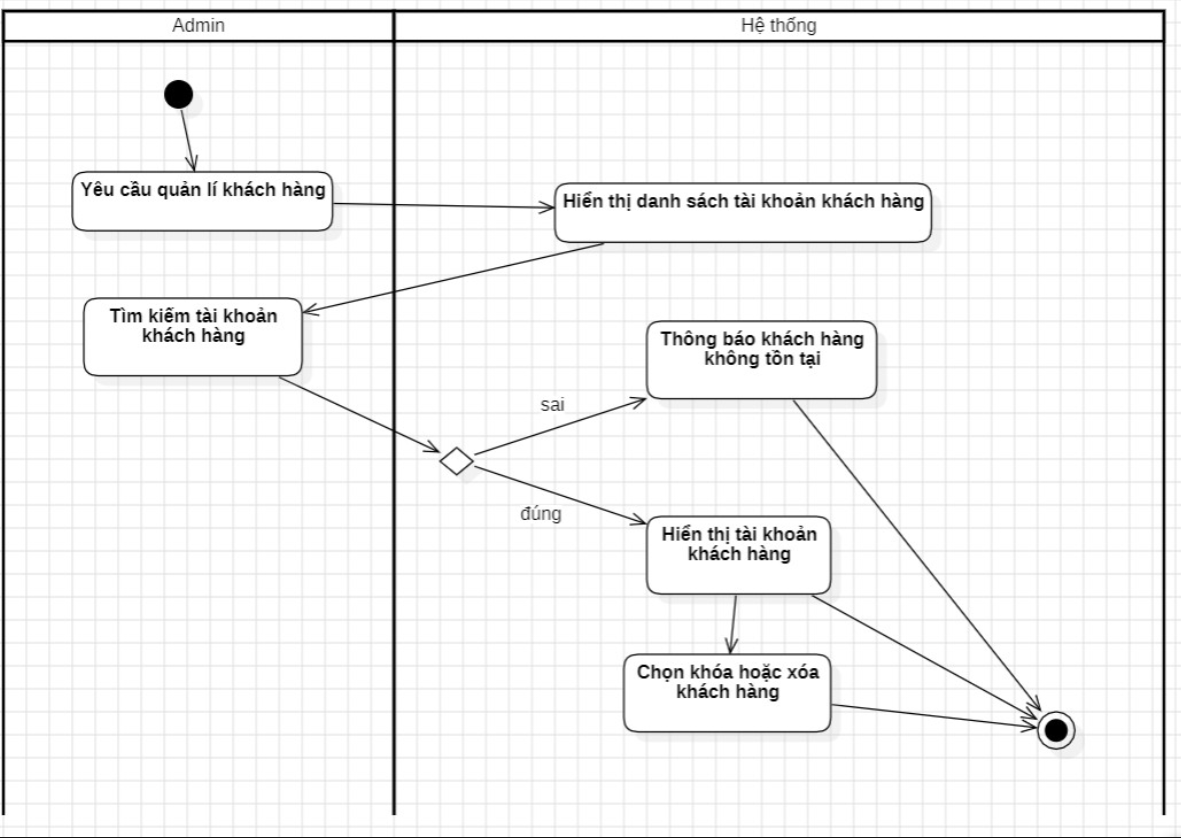 Admin
Hệ thống
Yêu cầu quản lí khách hàng
Hiển thị danh sách tài khoản khách hàng
Tìm kiếm tài khoản
khách hàng
Thông báo khách hàng
không tồn tại
sai
đúng
Hiển thị tài khoản
khách hàng
Chọn khóa hoặc xóa
khách hàng